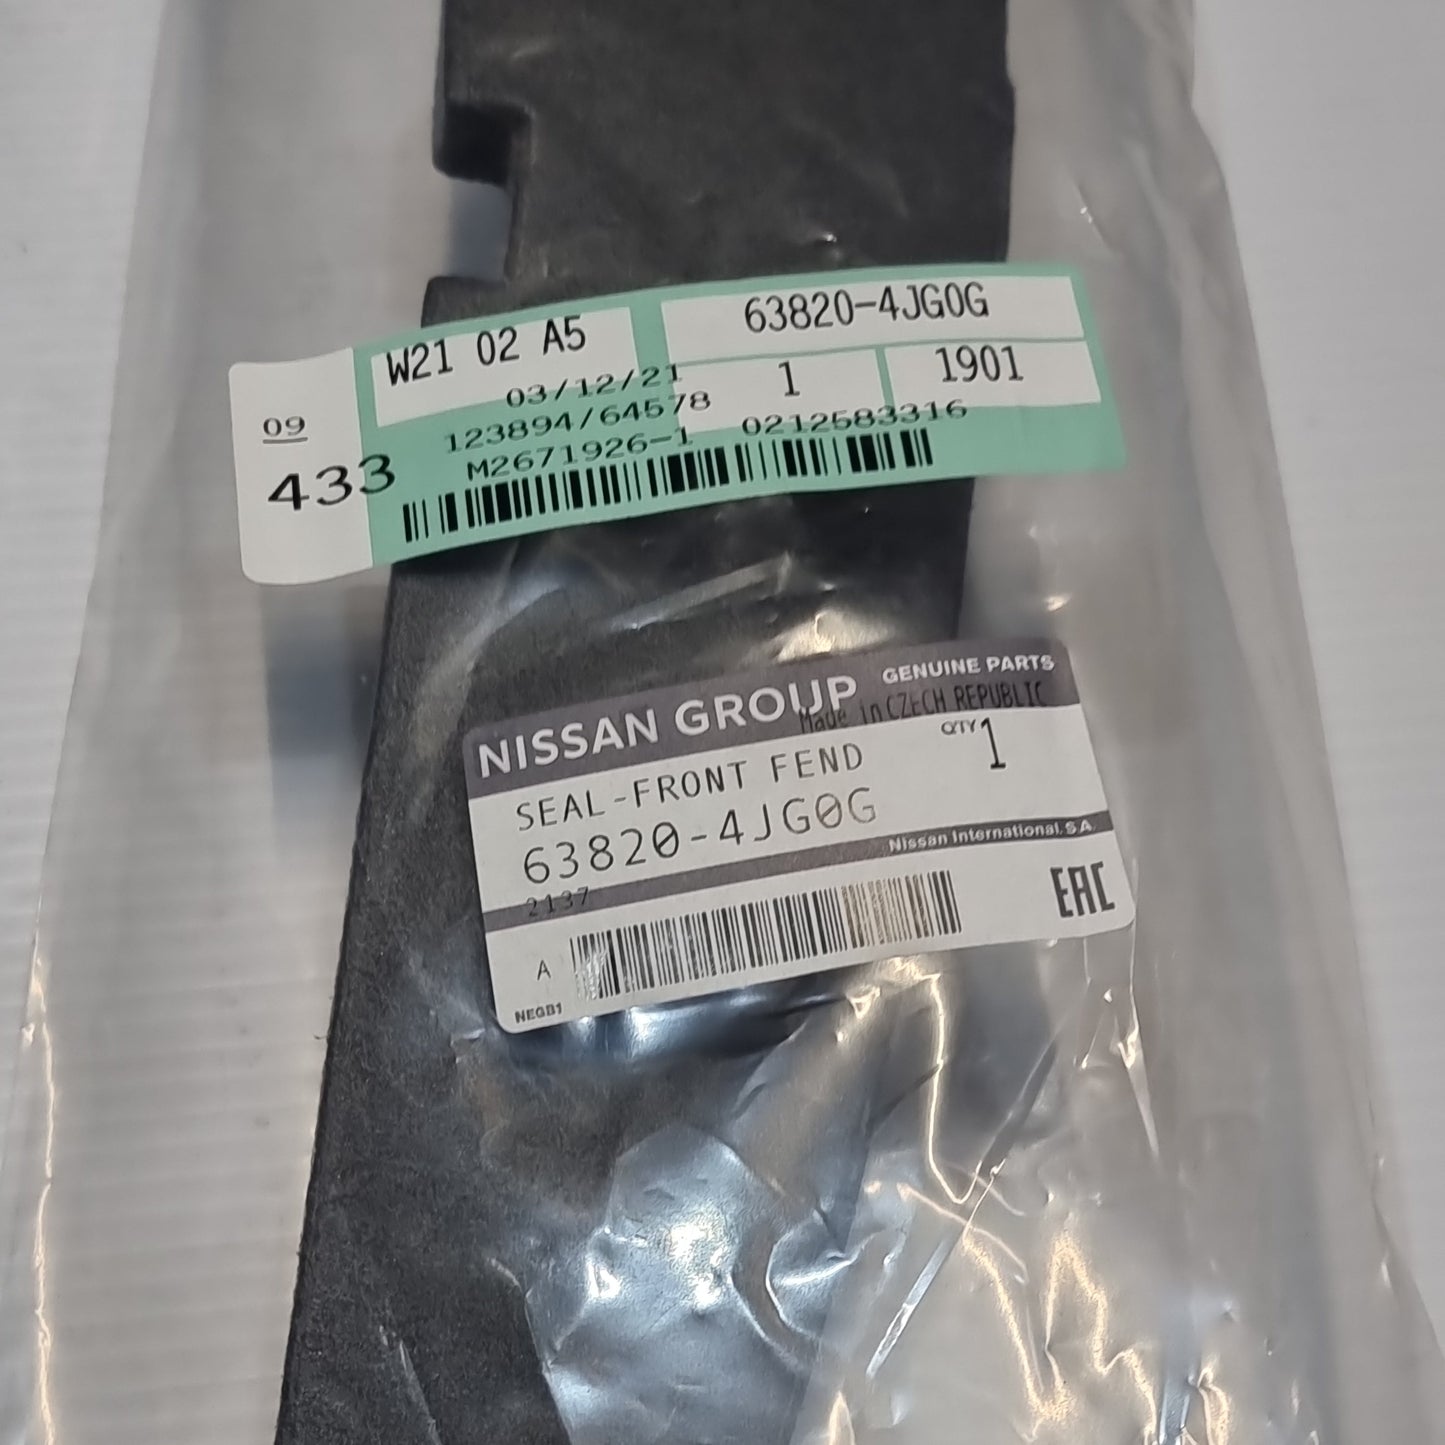 W21 02 A5
63820-4JG0G
03/12/21
1
1901
09
123894/64578
0212583316
433
M2671926-1
NISSAN GROUP
GENUINE PARTS
Made in CZECH REPUBLIC
SEAL-FRONT FEND
QTY 1
63820-4JG0G
Nissan International, S.A.
2137
A
EAC
NEGB1